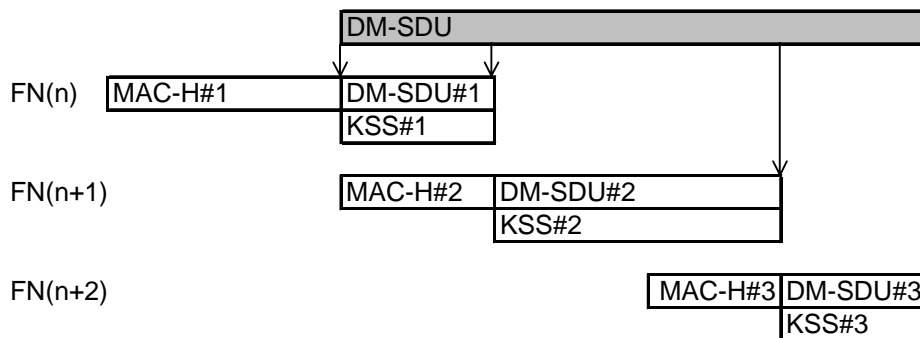 DM-SDU
FN(n) MAC-H#1 DM-SDU#1
KSS#1
FN(n+1) MAC-H#2 DM-SDU#2
KSS#2
FN(n+2) MAC-H#3 DM-SDU#3
KSS#3